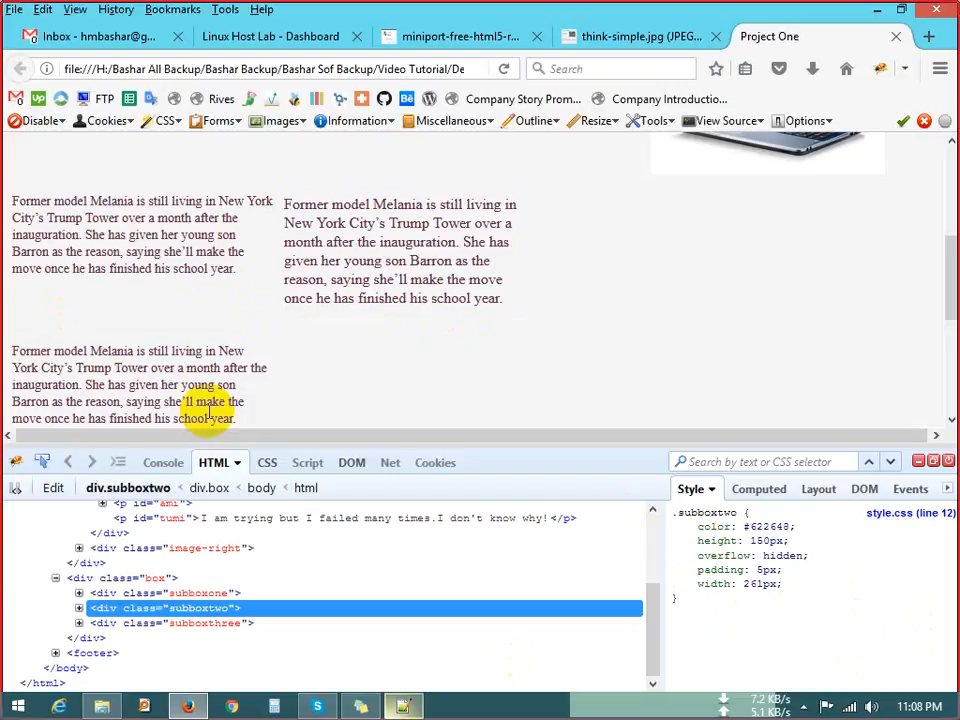 File Edit View History Bookmarks Tools Help
Inbox - hmbashar@g... Linux Host Lab - Dashboard miniport-free-html5-r... think-simple.jpg (JPEG... Project One
file:///H:/Bashar All Backup/Bashar Backup/Bashar Sof Backup/Video Tutorial/De Search
FTP Rives Company Story Prom... Company Introductio...
Disable Cookies CSS Forms Images Information Miscellaneous Outline Resize Tools View Source Options
Former model Melania is still living in New York
City's Trump Tower over a month after the
inauguration. She has given her young son
Barron as the reason, saying she'll make the
move once he has finished his school year.
Former model Melania is still living in
New York City's Trump Tower over a
month after the inauguration. She has
given her young son Barron as the
reason, saying she'll make the move
once he has finished his school year.
Former model Melania is still living in New
York City's Trump Tower over a month after the
inauguration. She has given her young son
Barron as the reason, saying she'll make the
move once he has finished his school year.
Console HTML CSS Script DOM Net Cookies Search by text or CSS selector
Edit div.subboxtwo < div.box < body < html Style Computed Layout DOM Events
<p id="ami">
<p id="tumi">I am trying but I failed many times.I don't know why!</p>
</div>
<div class="image-right">
</div>
<div class="box">
<div class="subboxone">
<div class="subboxtwo">
<div class="subboxthree">
</div>
<footer>
</body>
</html>
.subboxtwo { style.css (line 12)
color: #622648;
height: 150px;
overflow: hidden;
padding: 5px;
width: 261px;
}
7.2 KB/s
5.1 KB/s
11:08 PM